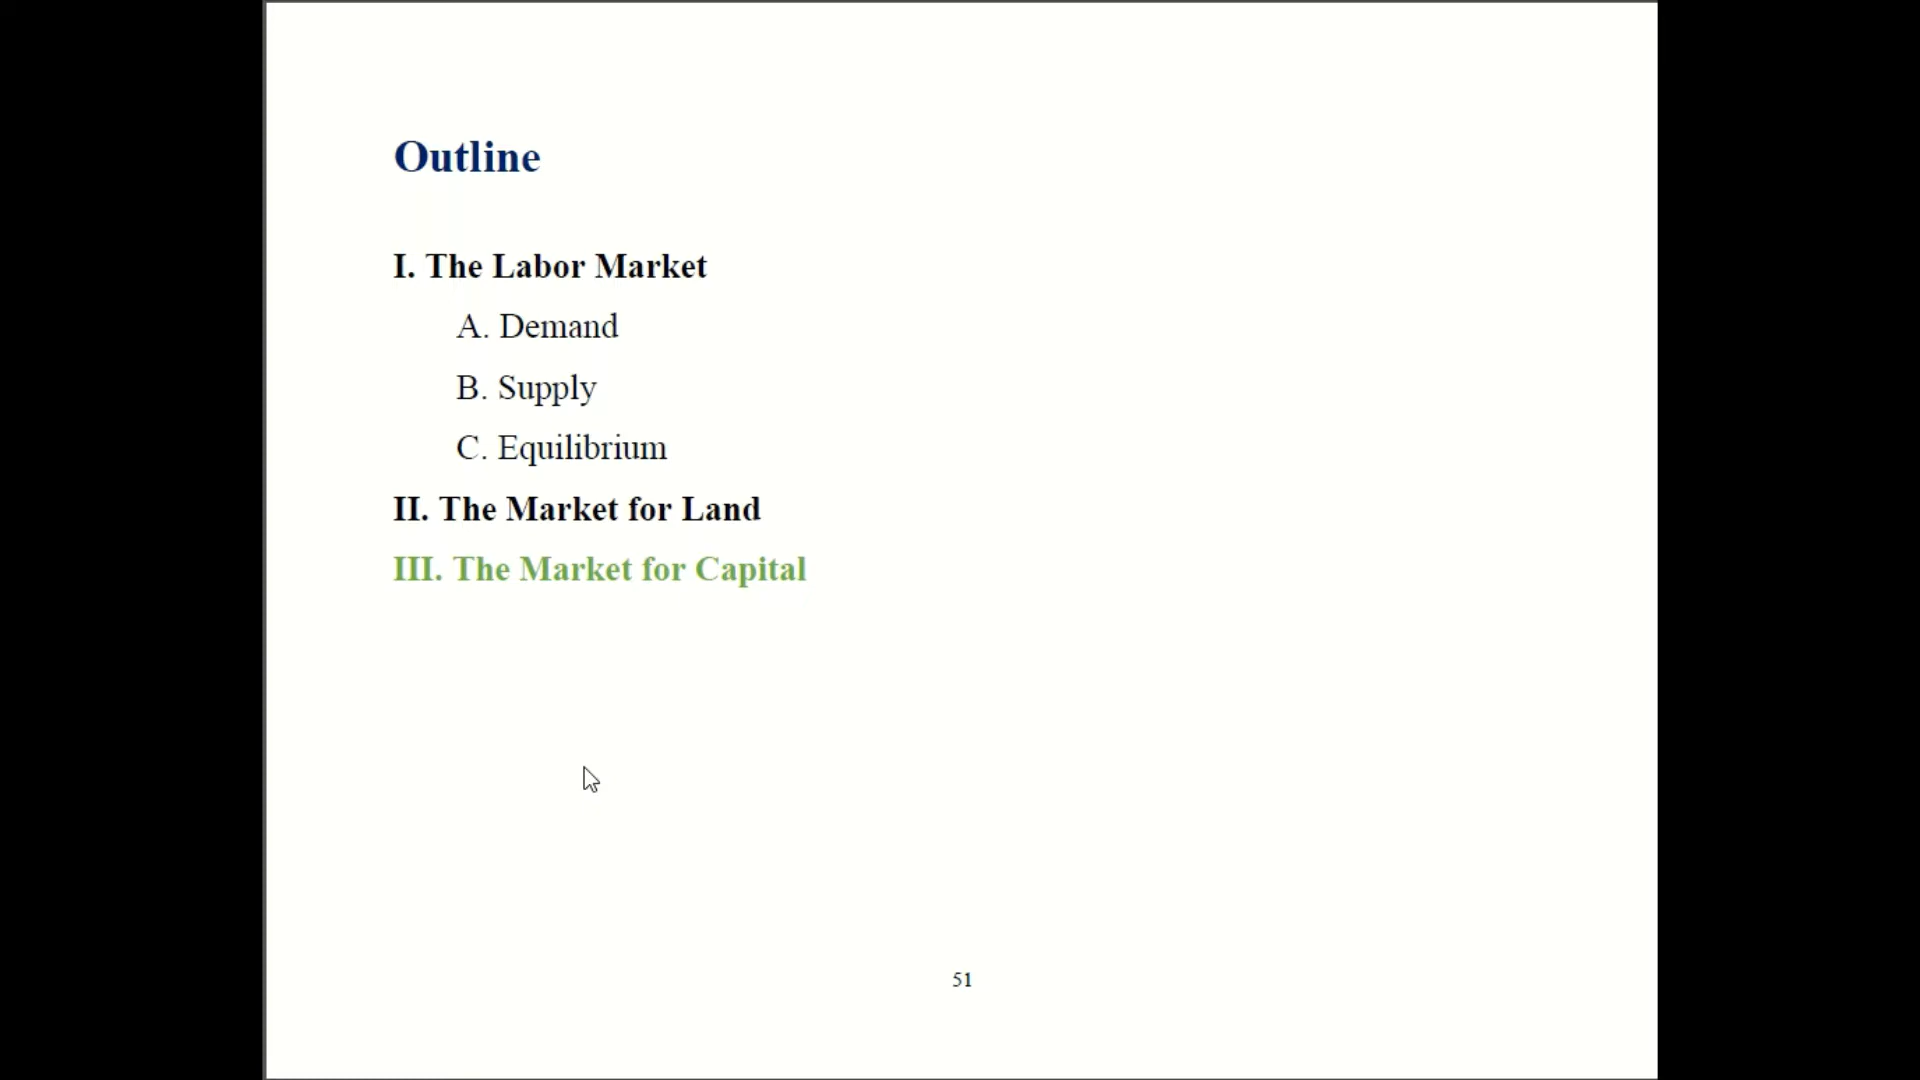 Outline
I. The Labor Market
A. Demand
B. Supply
C. Equilibrium
II. The Market for Land
III. The Market for Capital
51